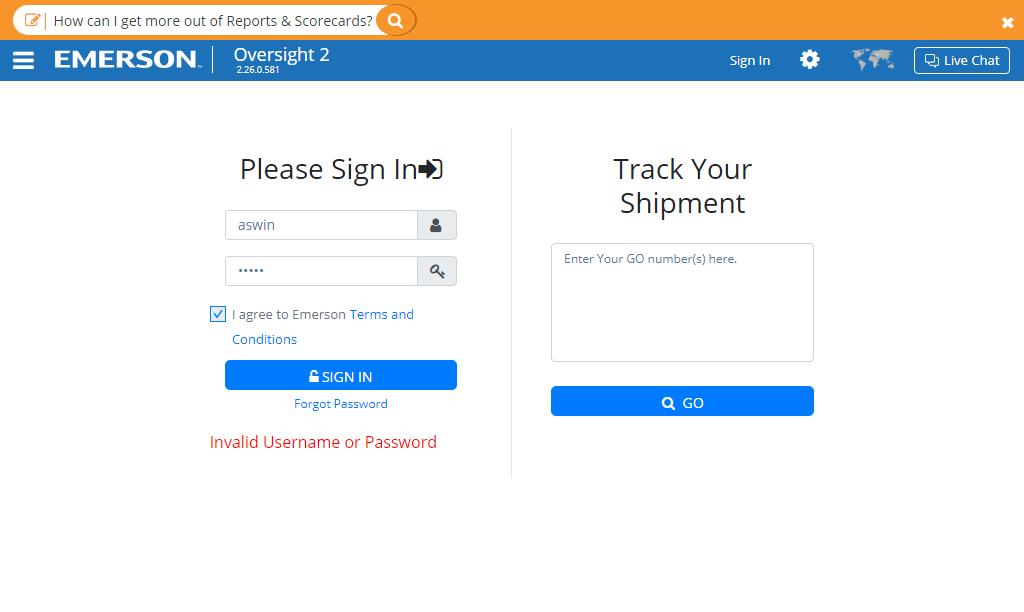 How can I get more out of Reports & Scorecards?
EMERSON™
Oversight 2
2.26.0.581
Sign In
Live Chat
Please Sign In
aswin
•••••
I agree to Emerson Terms and
Conditions
SIGN IN
Forgot Password
Invalid Username or Password
Track Your
Shipment
Enter Your GO number(s) here.
GO